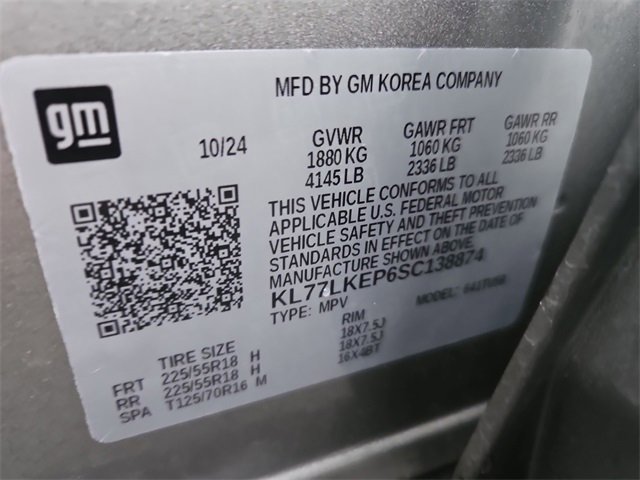 MFD BY GM KOREA COMPANY
gm
10/24
GVWR GAWR FRT GAWR RR
1880 KG 1060 KG 1060 KG
4145 LB 2336 LB 2336 LB
THIS VEHICLE CONFORMS TO ALL
APPLICABLE U.S. FEDERAL MOTOR
VEHICLE SAFETY AND THEFT PREVENTION
STANDARDS IN EFFECT ON THE DATE OF
MANUFACTURE SHOWN ABOVE.
KL77LKEP6SC138874
TYPE: MPV MODEL:
TIRE SIZE RIM
FRT 225/55R18 H 18X7.5J
RR 225/55R18 H 18X7.5J
SPA T125/70R16 M 16X4BT